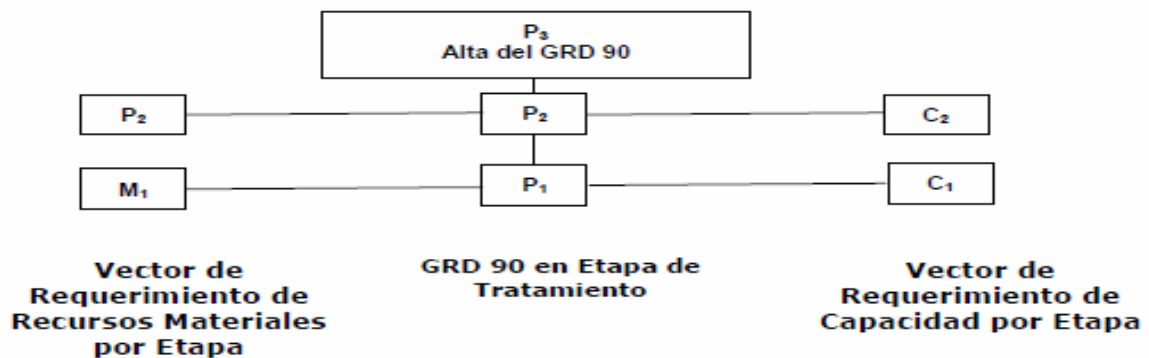 P₃
Alta del GRD 90
P₂
P₂
C₂
M₁
P₁
C₁
Vector de
Requerimiento de
Recursos Materiales
por Etapa
GRD 90 en Etapa de
Tratamiento
Vector de
Requerimiento de
Capacidad por Etapa